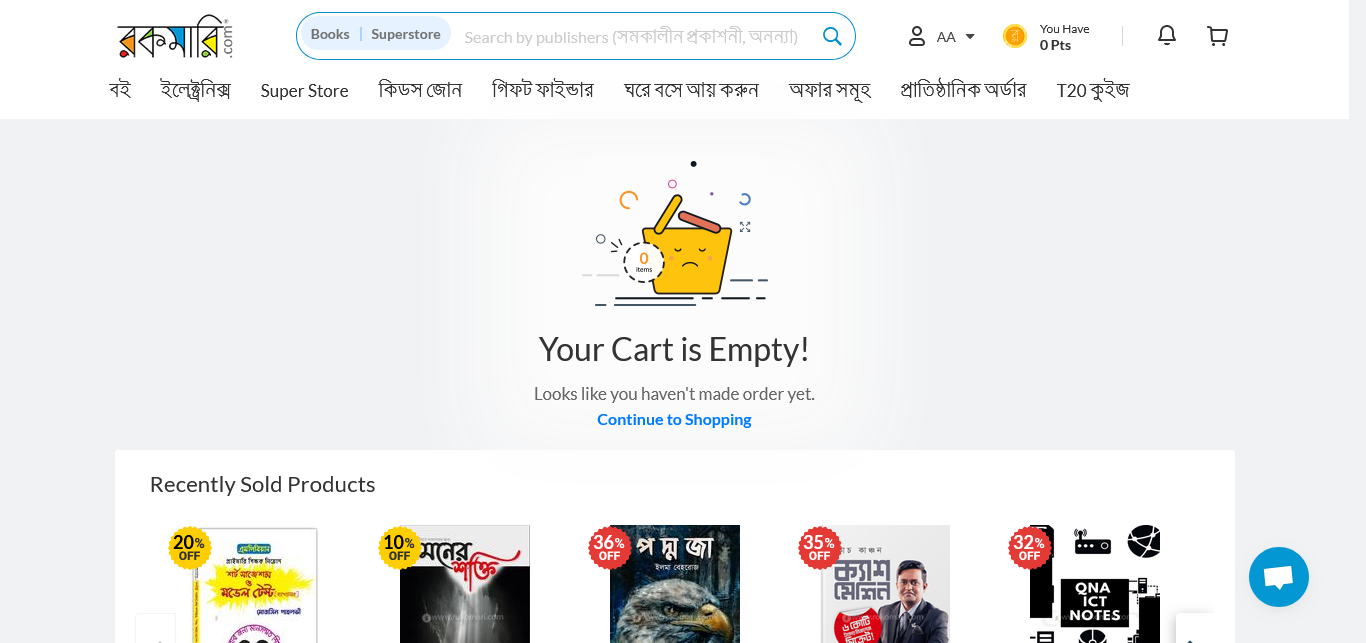 রকমারি.com
Books | Superstore
Search by publishers (সমকালীন প্রকাশনী, অনন্যা)
AA
You Have
0 Pts
বই ইলেক্ট্রনিক্স Super Store কিডস জোন গিফট ফাইন্ডার ঘরে বসে আয় করুন অফার সমূহ প্রাতিষ্ঠানিক অর্ডার T20 কুইজ
0
items
Your Cart is Empty!
Looks like you haven't made order yet.
Continue to Shopping
Recently Sold Products
20% OFF
10% OFF
36% OFF
35% OFF
32% OFF
মনের
শক্তি
পদ্মজা
ইলমা বেহরোজ
ক্যাশ
মেশিন
QNA
ICT
NOTES
মডেল টেস্ট